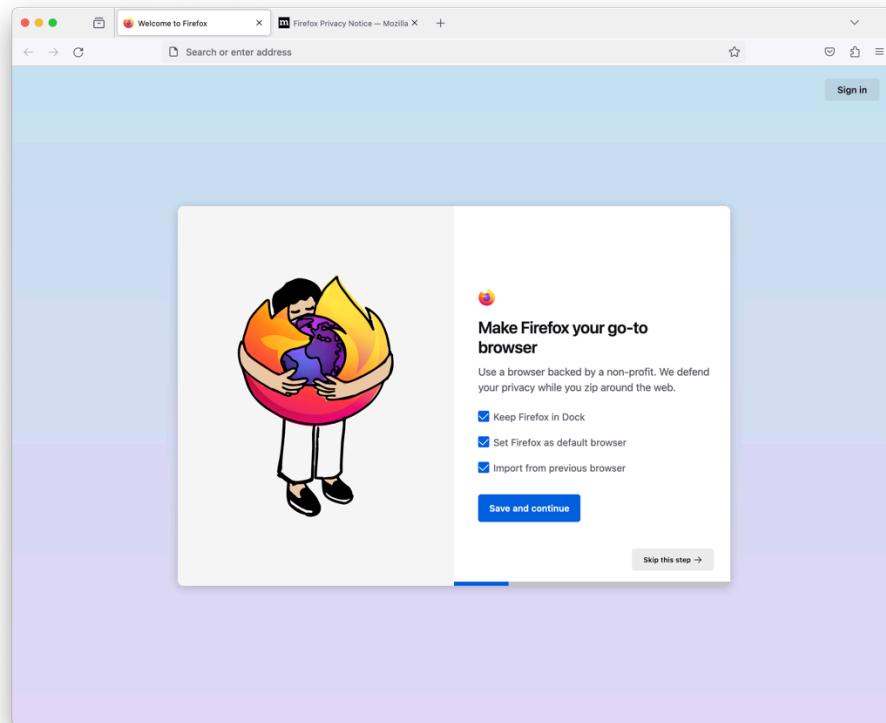 Welcome to Firefox
Firefox Privacy Notice — Mozilla
Search or enter address
Sign in
Make Firefox your go-to
browser
Use a browser backed by a non-profit. We defend
your privacy while you zip around the web.
Keep Firefox in Dock
Set Firefox as default browser
Import from previous browser
Save and continue
Skip this step →